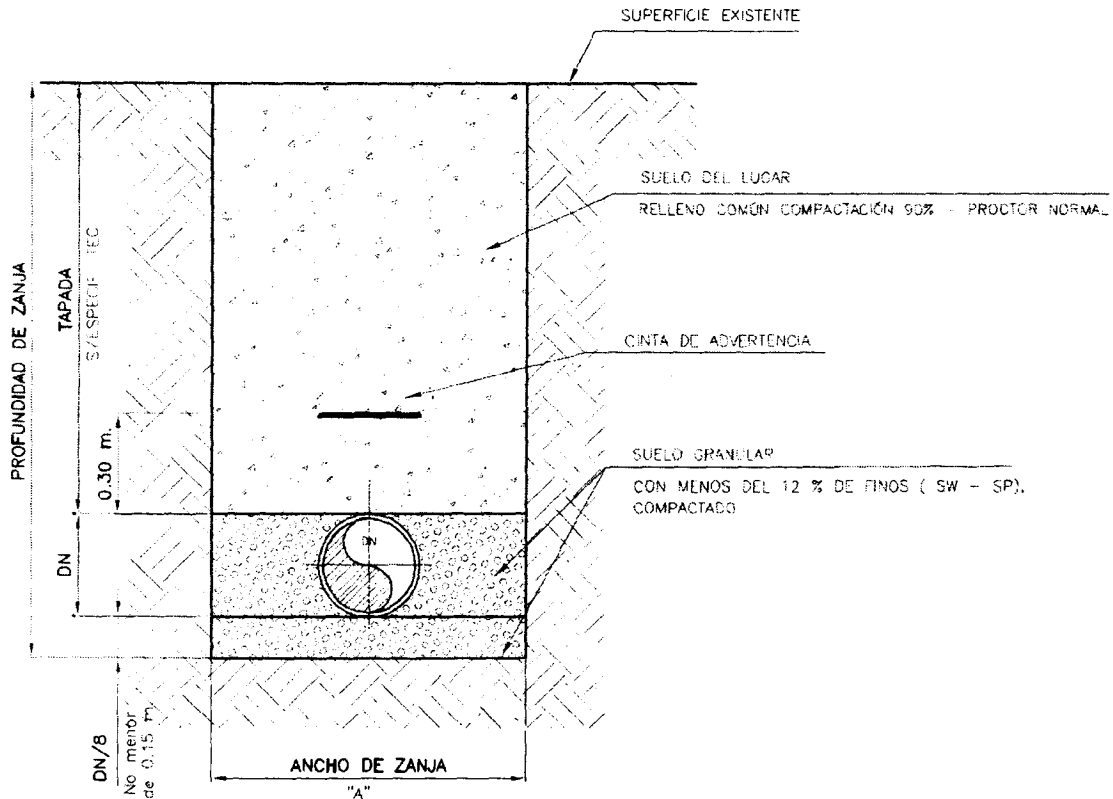 SUPERFICIE EXISTENTE
SUELO DEL LUGAR
RELLENO COMÚN COMPACTACIÓN 90% - PROCTOR NORMAL
CINTA DE ADVERTENCIA
SUELO GRANULAR
CON MENOS DEL 12 % DE FINOS ( SW - SP),
COMPACTADO
PROFUNDIDAD DE ZANJA
TAPADA
S/ESPECIF TEC
0.30 m.
DN
DN
DN/8
No menor
de 0.15 m.
ANCHO DE ZANJA
"A"